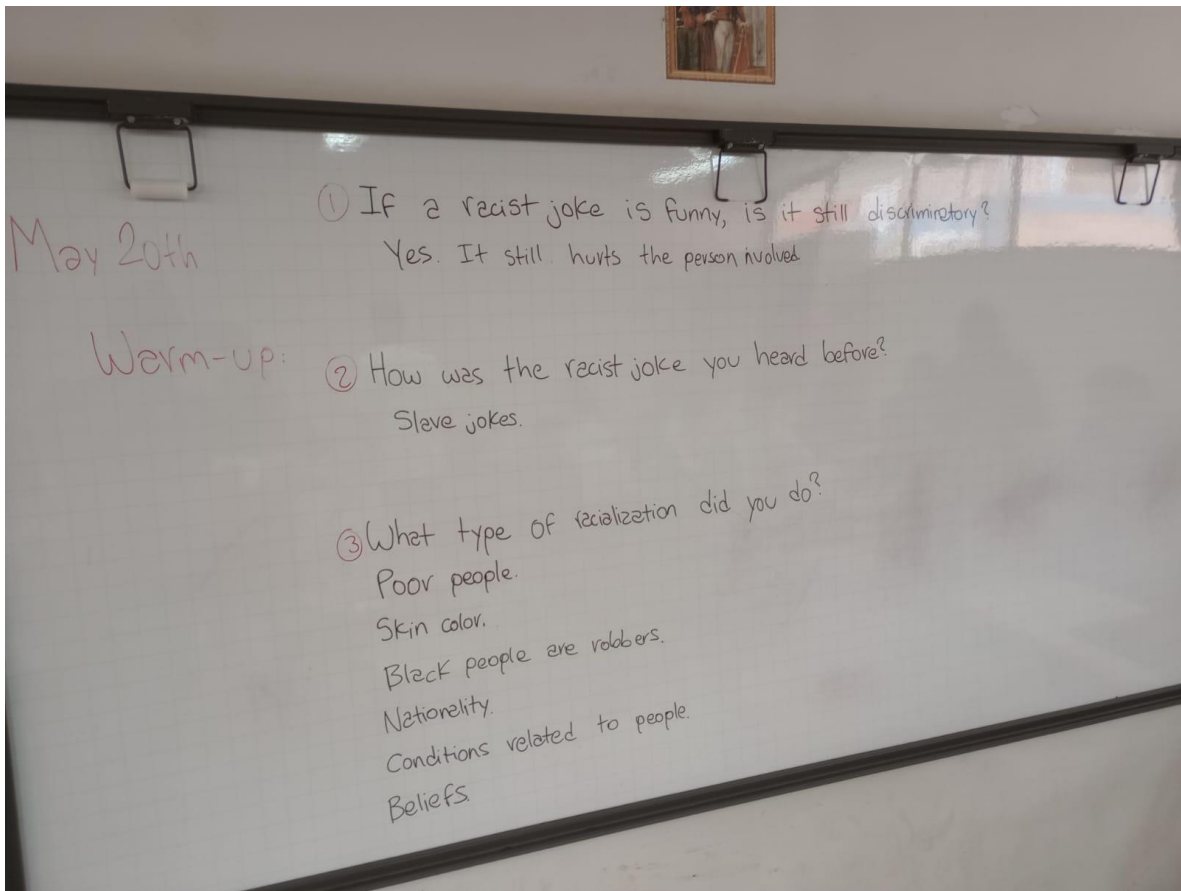 May 20th
Warm-up:
① If a racist joke is funny, is it still discriminatory?
Yes. It still hurts the person nvolved
② How was the racist joke you heard before?
Slave jokes.
③ What type of racialization did you do?
Poor people.
Skin color.
Black people are robbers.
Nationality.
Conditions related to people.
Beliefs.